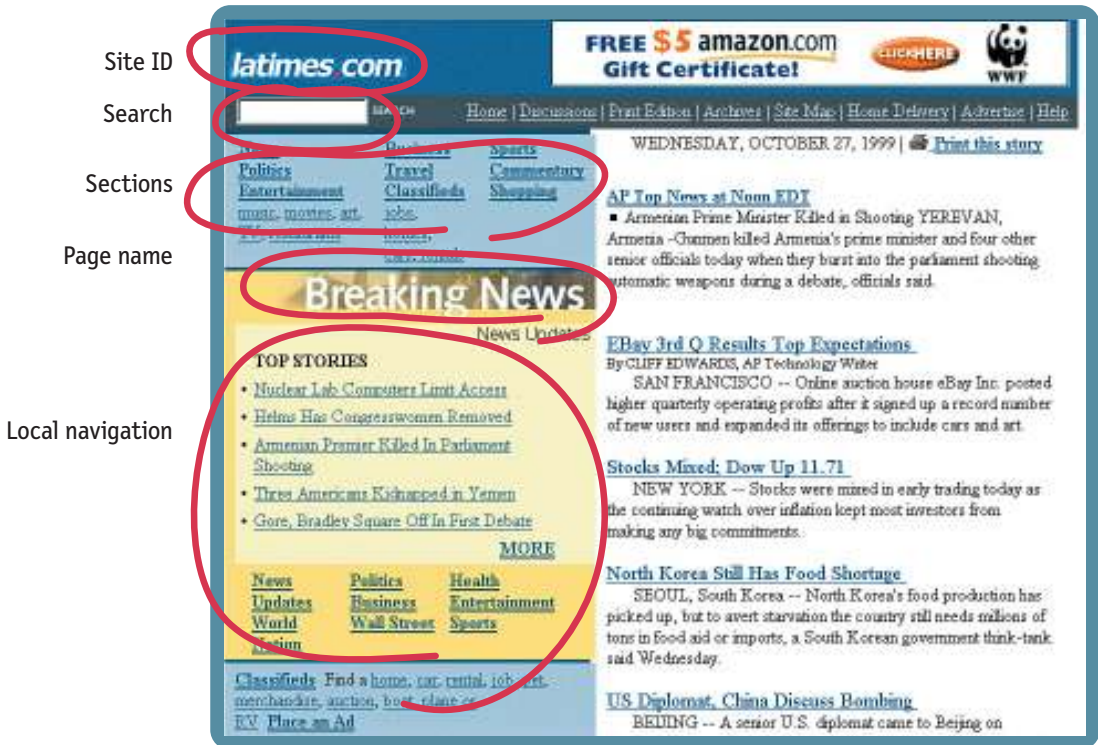 Site ID
Search
Sections
Page name
Local navigation
latimes.com
FREE $5 amazon.com
Gift Certificate!
CLICK HERE
WWF
SEARCH
Home | Discussions | Print Edition | Archives | Site Map | Home Delivery | Advertise | Help
News Business Sports
Politics Travel Commentary
Entertainment Classifieds Shopping
music, movies, art, jobs,
TV, restaurants homes,
Breaking News
News Updates
TOP STORIES
• Nuclear Lab Computers Limit Access
• Helms Has Congresswomen Removed
• Armenian Premier Killed In Parliament
Shooting
• Three Americans Kidnapped in Yemen
• Gore, Bradley Square Off In First Debate
MORE
News Politics Health
Updates Business Entertainment
World Wall Street Sports
Nation
Classifieds Find a home, car, rental, job, pet,
merchandise, auction, boat, plane or
RV Place an Ad
WEDNESDAY, OCTOBER 27, 1999 | Print this story
AP Top News at Noon EDT
▪ Armenian Prime Minister Killed in Shooting YEREVAN,
Armenia -Gunmen killed Armenia's prime minister and four other
senior officials today when they burst into the parliament shooting
automatic weapons during a debate, officials said.
EBay 3rd Q Results Top Expectations
By CLIFF EDWARDS, AP Technology Writer
SAN FRANCISCO -- Online auction house eBay Inc. posted
higher quarterly operating profits after it signed up a record number
of new users and expanded its offerings to include cars and art.
Stocks Mixed; Dow Up 11.71
NEW YORK -- Stocks were mixed in early trading today as
the continuing watch over inflation kept most investors from
making any big commitments.
North Korea Still Has Food Shortage
SEOUL, South Korea -- North Korea's food production has
picked up, but to avert starvation the country still needs millions of
tons in food aid or imports, a South Korean government think-tank
said Wednesday.
US Diplomat, China Discuss Bombing
BEIJING -- A senior U.S. diplomat came to Beijing on